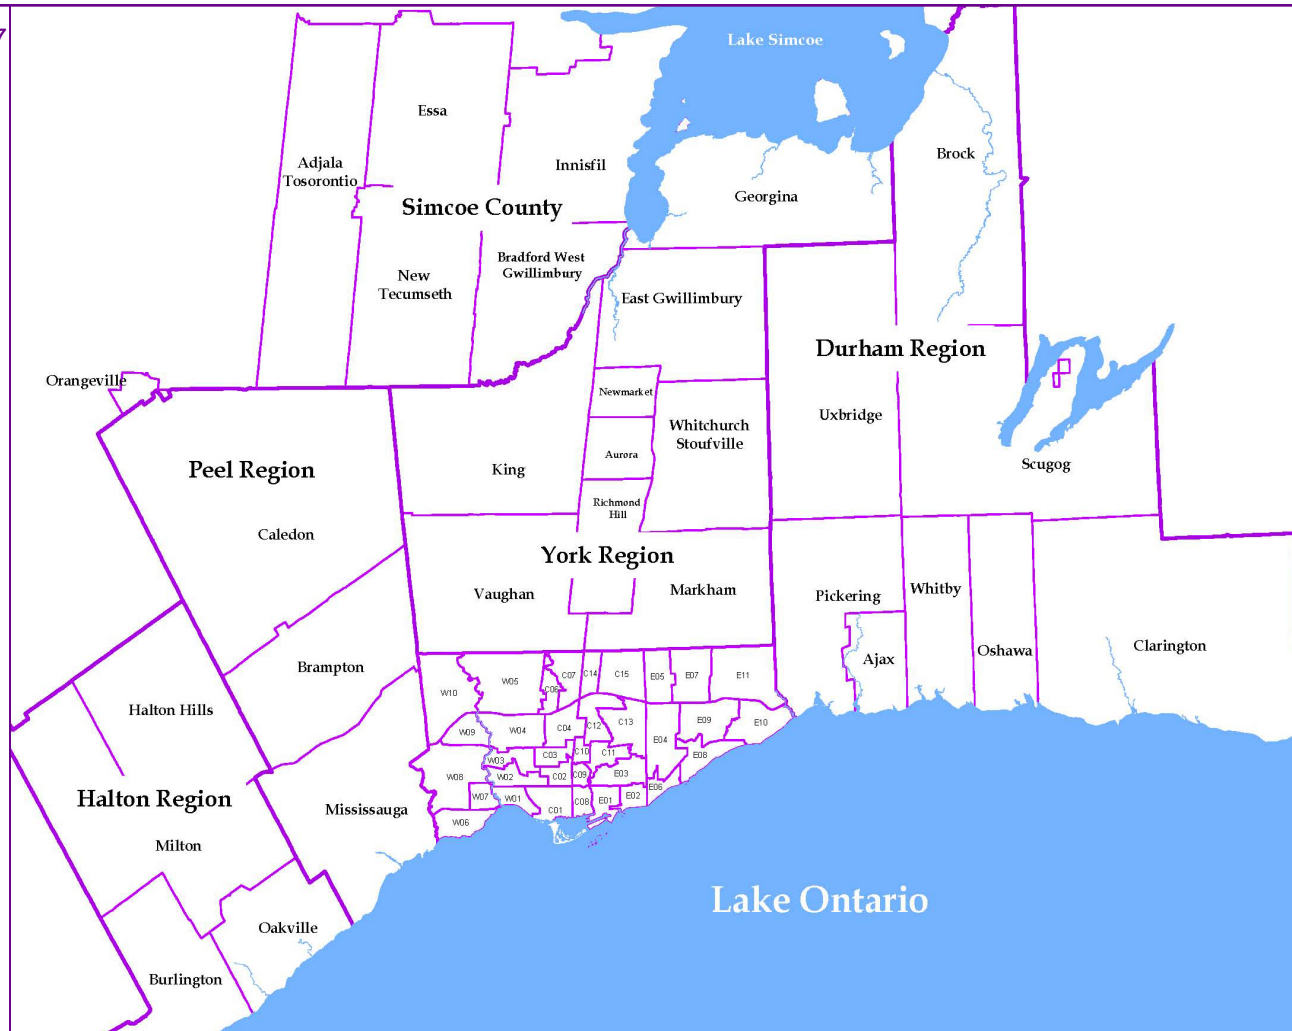 Lake Simcoe
Essa
Brock
Adjala
Tosorontio
Innisfil
Georgina
Simcoe County
Bradford West
Gwillimbury
New
Tecumseth
East Gwillimbury
Durham Region
Orangeville
Newmarket
Uxbridge
Whitchurch
Stoufville
Aurora
King
Scugog
Peel Region
Richmond
Hill
Caledon
York Region
Vaughan
Markham
Pickering
Whitby
Ajax
Oshawa
Clarington
Brampton
W10
W05
C06
C07
C14
C15
E05
E07
E11
Halton Hills
W09
W04
C04
C12
C13
E04
E09
E10
W03
C03
C10
C11
E08
W08
W02
C02
C09
E03
E06
W07
W01
C01
C08
E01
E02
W06
Halton Region
Mississauga
Milton
Lake Ontario
Oakville
Burlington